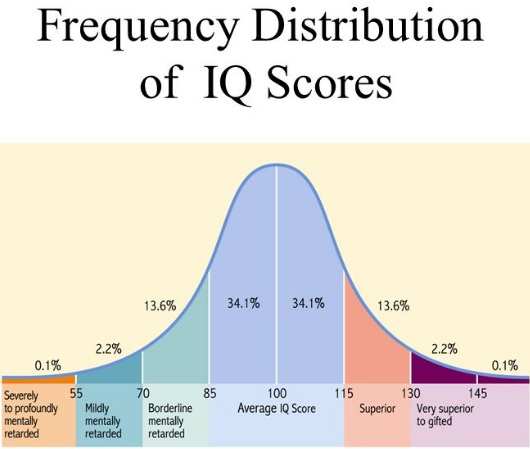 Frequency Distribution
of IQ Scores
34.1% 34.1%
13.6% 13.6%
2.2% 2.2%
0.1% 0.1%
55 70 85 100 115 130 145
Severely
to profoundly
mentally
retarded
Mildly
mentally
retarded
Borderline
mentally
retarded
Average IQ Score
Superior
Very superior
to gifted